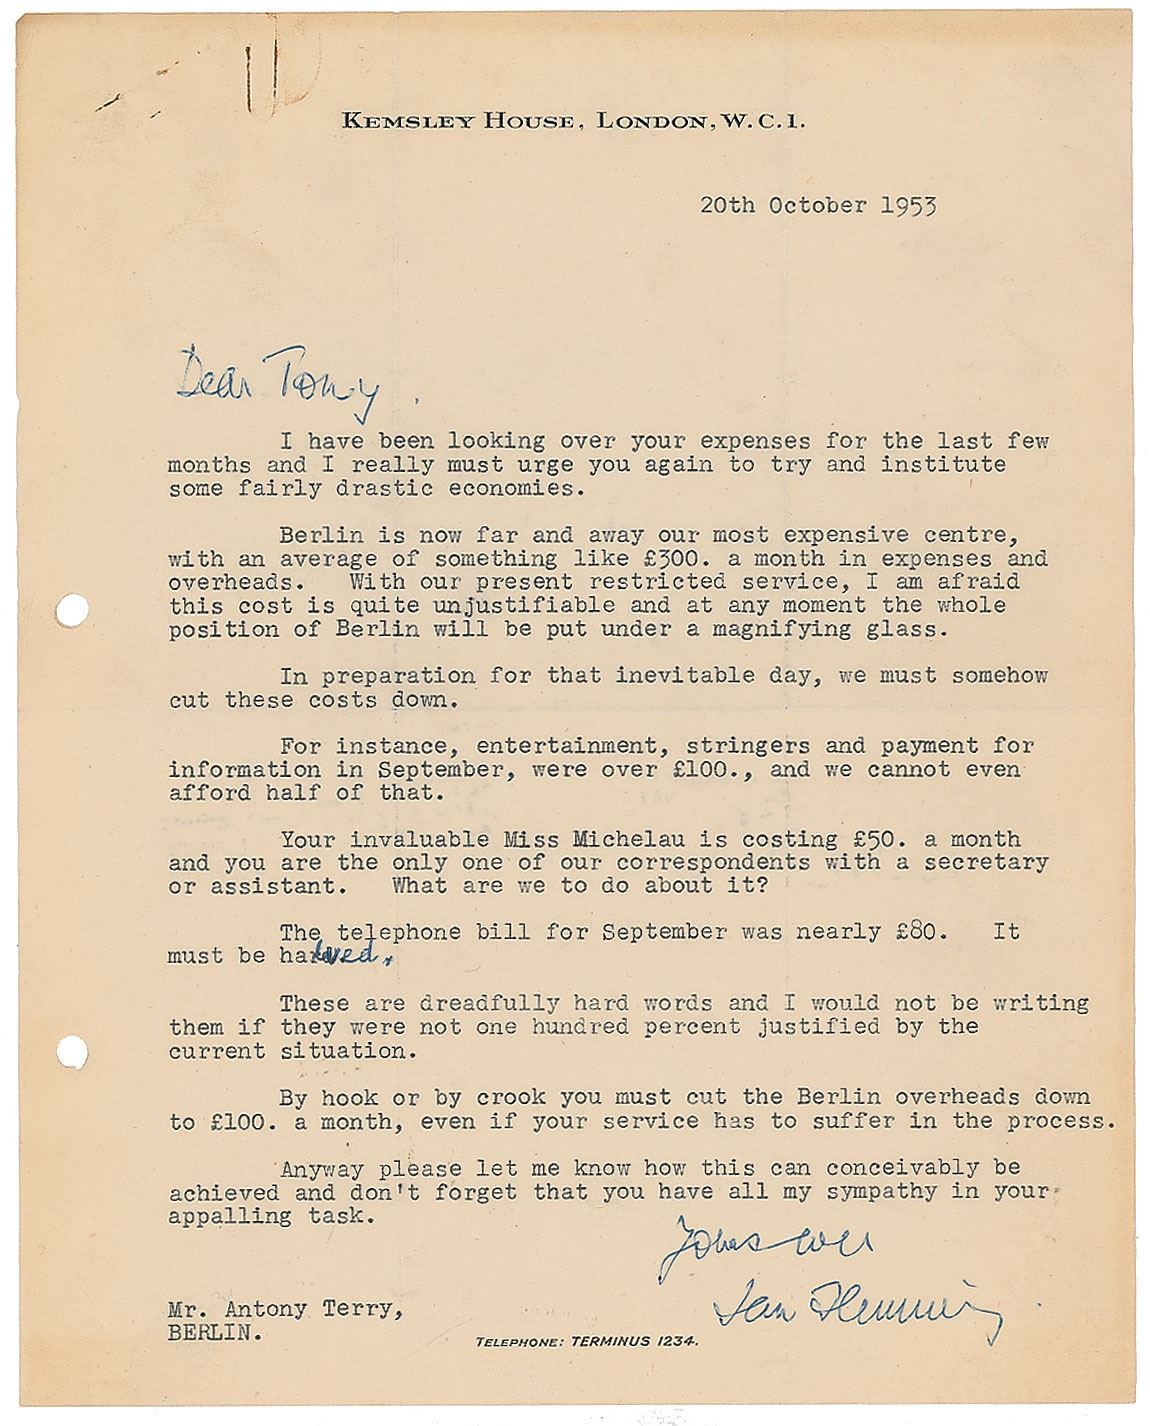 KEMSLEY HOUSE, LONDON, W.C.1.
20th October 1953
Dear Tony,
I have been looking over your expenses for the last few
months and I really must urge you again to try and institute
some fairly drastic economies.
Berlin is now far and away our most expensive centre,
with an average of something like £300. a month in expenses and
overheads. With our present restricted service, I am afraid
this cost is quite unjustifiable and at any moment the whole
position of Berlin will be put under a magnifying glass.
In preparation for that inevitable day, we must somehow
cut these costs down.
For instance, entertainment, stringers and payment for
information in September, were over £100., and we cannot even
afford half of that.
Your invaluable Miss Michelau is costing £50. a month
and you are the only one of our correspondents with a secretary
or assistant. What are we to do about it?
The telephone bill for September was nearly £80. It
must be halved.
These are dreadfully hard words and I would not be writing
them if they were not one hundred percent justified by the
current situation.
By hook or by crook you must cut the Berlin overheads down
to £100. a month, even if your service has to suffer in the process.
Anyway please let me know how this can conceivably be
achieved and don't forget that you have all my sympathy in your
appalling task.
Yours ever
Ian Fleming
Mr. Antony Terry,
BERLIN.
TELEPHONE: TERMINUS 1234.